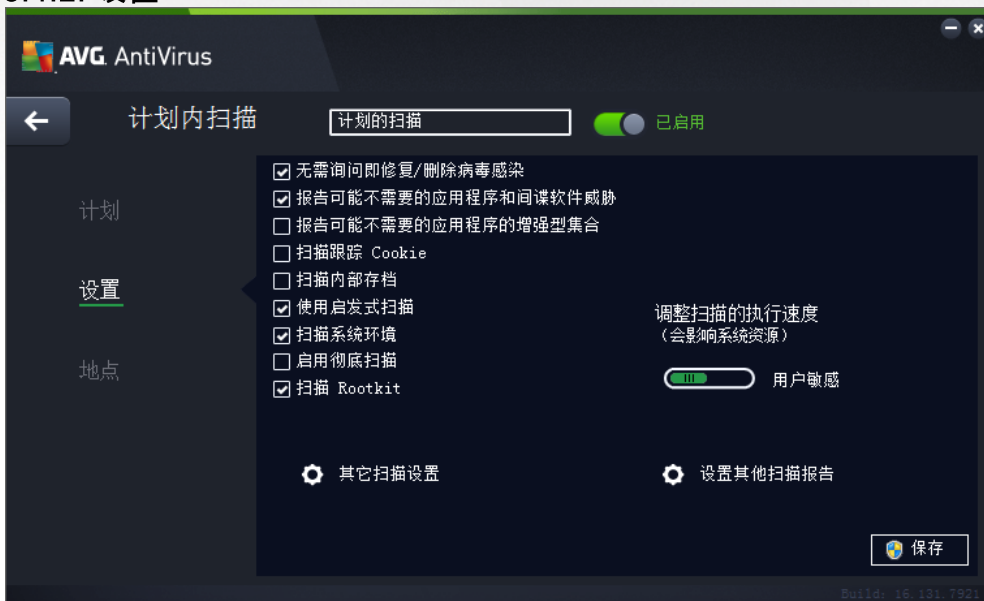 AVG. AntiVirus
计划内扫描
计划的扫描
已启用
计划
设置
地点
无需询问即修复/删除病毒感染
报告可能不需要的应用程序和间谍软件威胁
报告可能不需要的应用程序的增强型集合
扫描跟踪 Cookie
扫描内部存档
使用启发式扫描
扫描系统环境
启用彻底扫描
扫描 Rootkit
调整扫描的执行速度
（会影响系统资源）
用户敏感
其它扫描设置
设置其他扫描报告
保存
Build: 16.131.7921